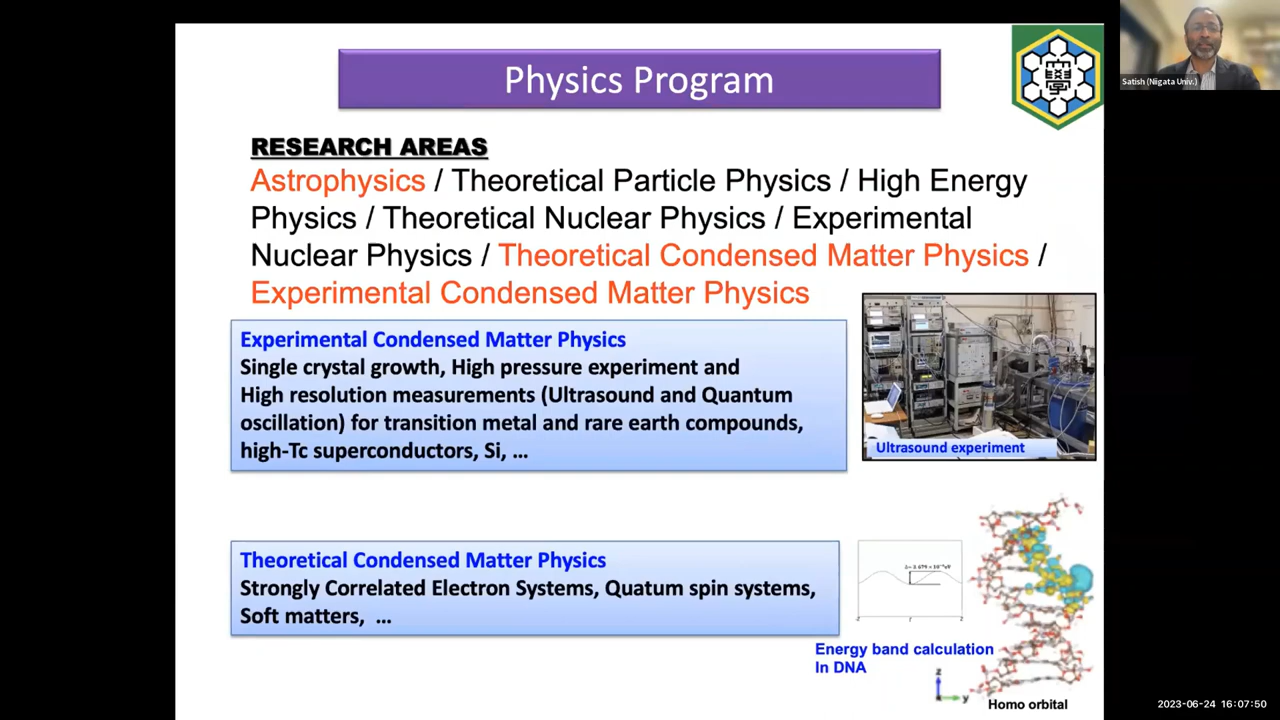 Physics Program
Satish (Niigata Univ.)
RESEARCH AREAS
Astrophysics / Theoretical Particle Physics / High Energy
Physics / Theoretical Nuclear Physics / Experimental
Nuclear Physics / Theoretical Condensed Matter Physics /
Experimental Condensed Matter Physics
Experimental Condensed Matter Physics
Single crystal growth, High pressure experiment and
High resolution measurements (Ultrasound and Quantum
oscillation) for transition metal and rare earth compounds,
high-Tc superconductors, Si, ...
Ultrasound experiment
Theoretical Condensed Matter Physics
Strongly Correlated Electron Systems, Quatum spin systems,
Soft matters, ...
Energy band calculation
In DNA
z
y
Homo orbital
2023-06-24 16:07:50